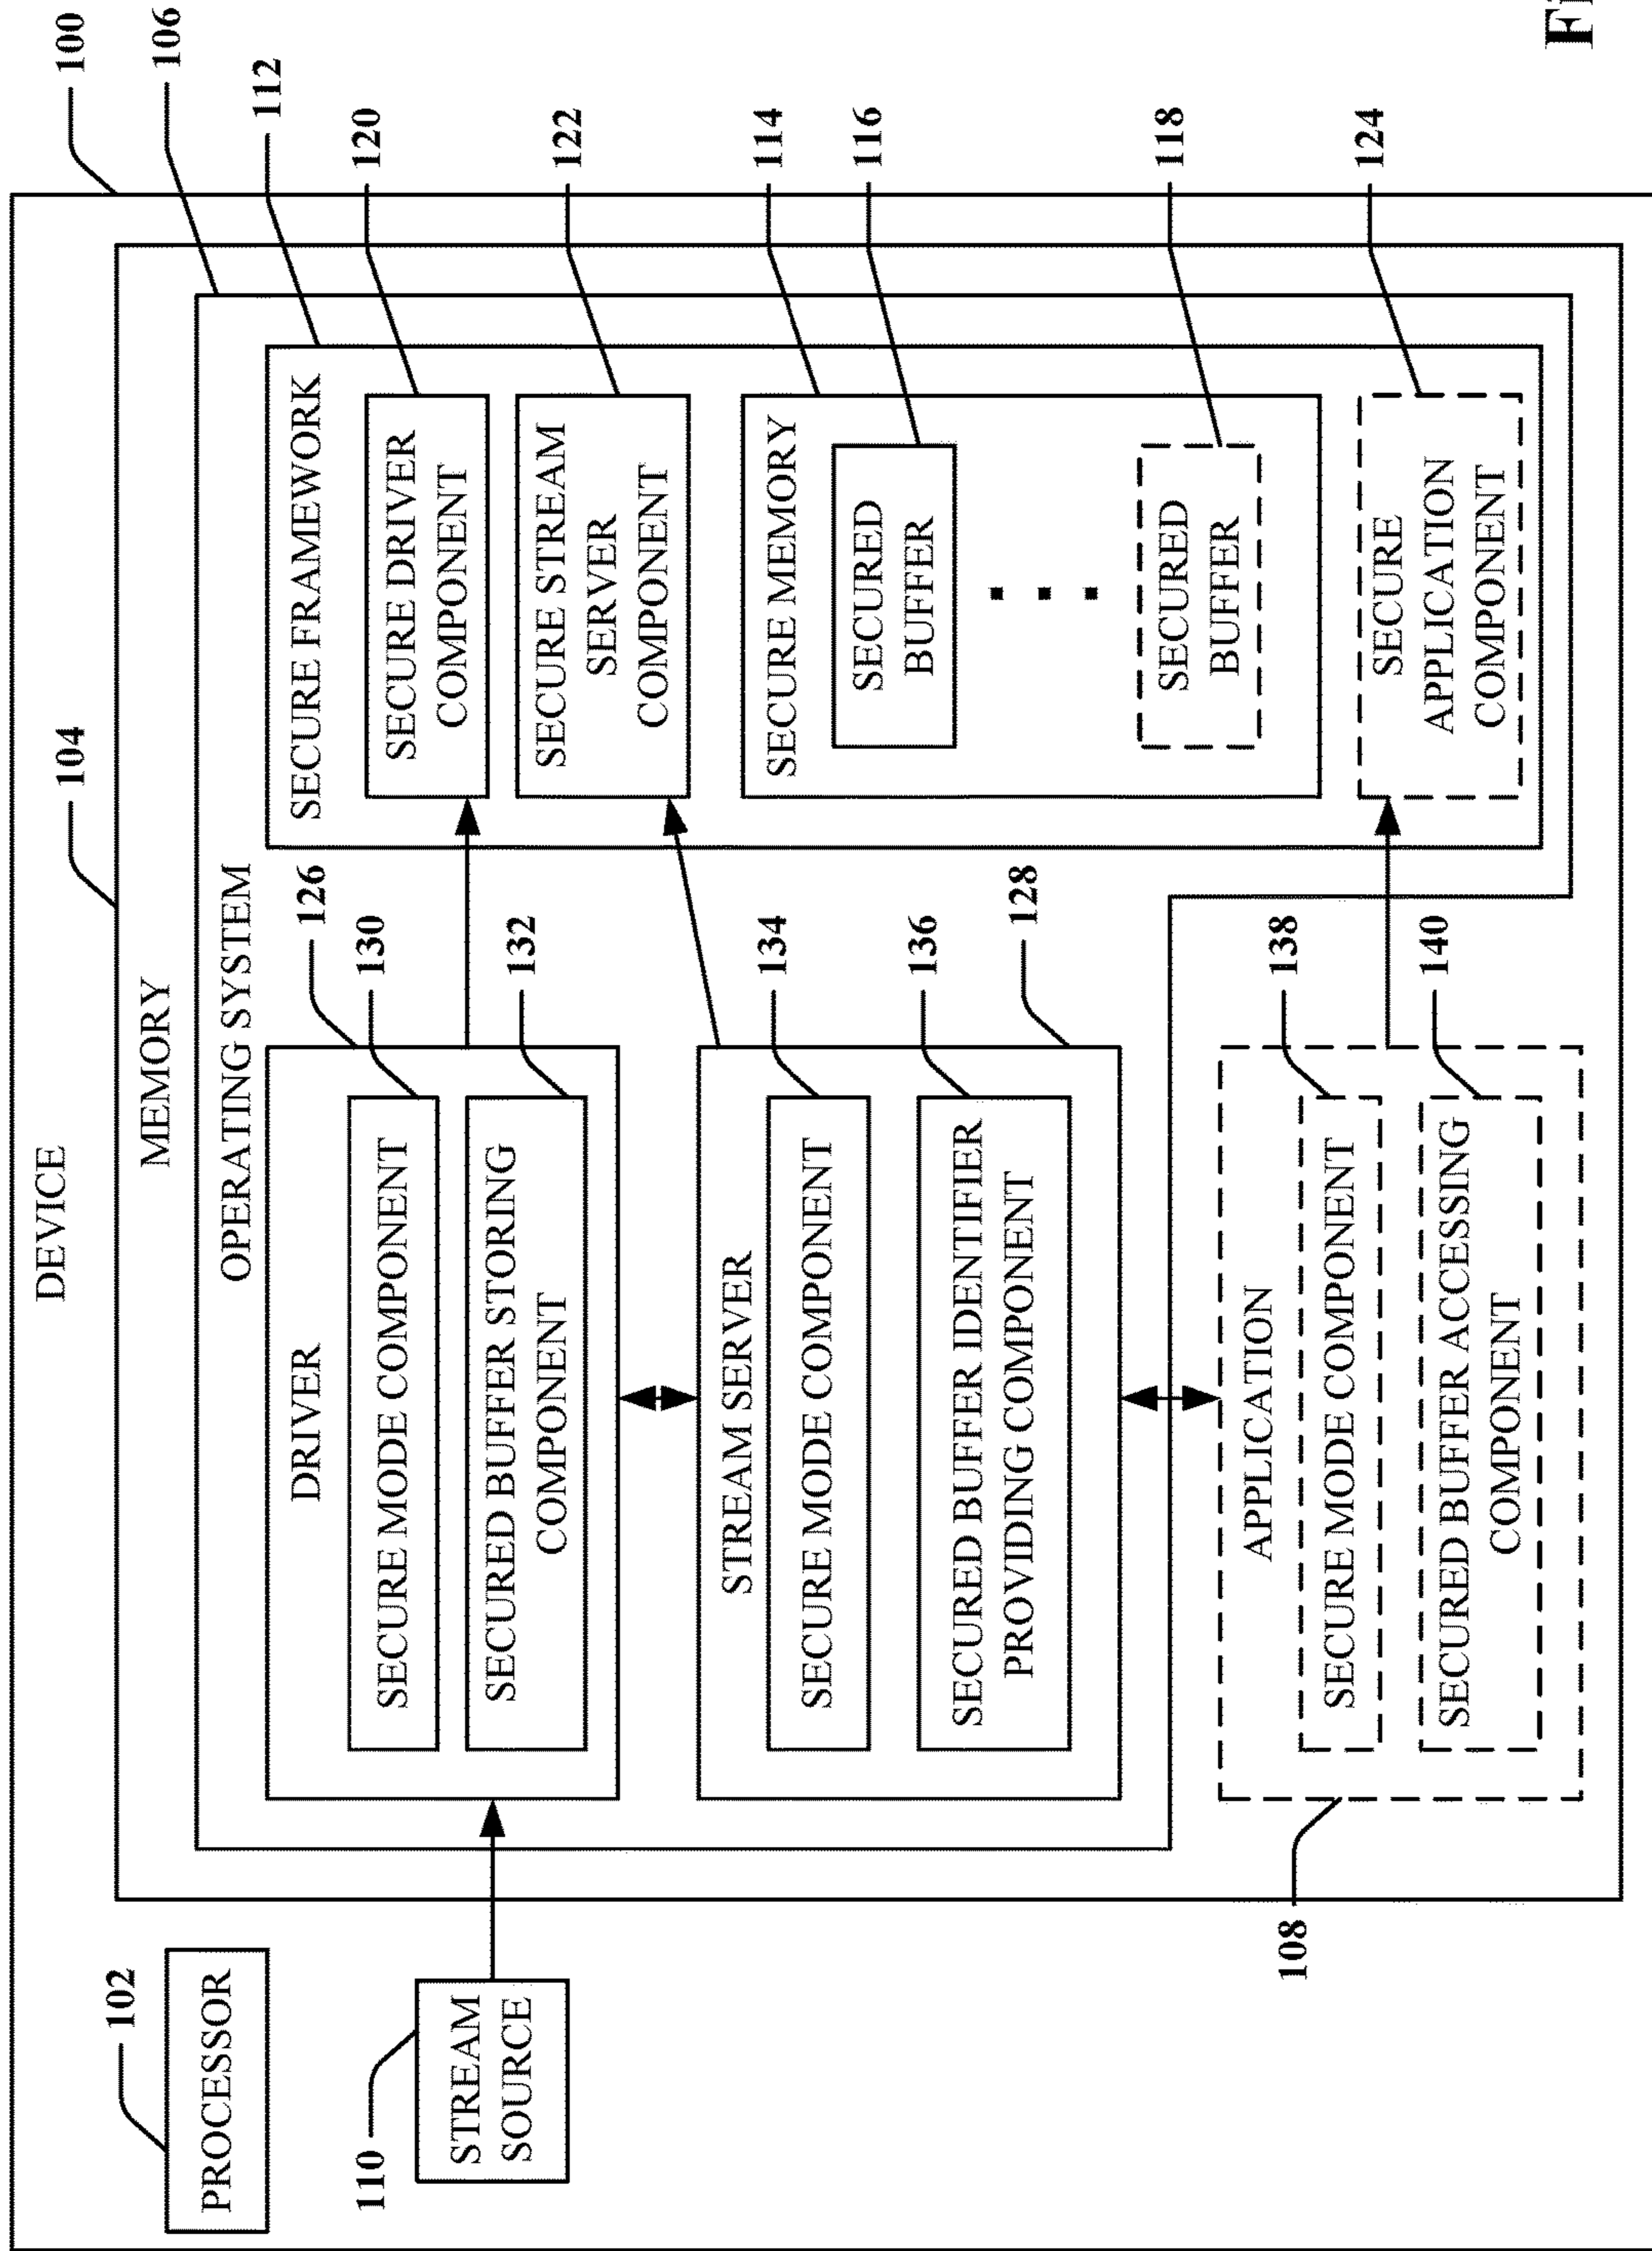 DEVICE
100
104
MEMORY
106
102
PROCESSOR
OPERATING SYSTEM
112
110
STREAM
SOURCE
126
DRIVER
130
SECURE MODE COMPONENT
132
SECURED BUFFER STORING
COMPONENT
STREAM SERVER
134
SECURE MODE COMPONENT
136
SECURED BUFFER IDENTIFIER
PROVIDING COMPONENT
128
SECURE FRAMEWORK
120
SECURE DRIVER
COMPONENT
122
SECURE STREAM
SERVER
COMPONENT
114
SECURE MEMORY
116
SECURED
BUFFER
118
SECURED
BUFFER
124
SECURE
APPLICATION
COMPONENT
108
APPLICATION
138
SECURE MODE COMPONENT
140
SECURED BUFFER ACCESSING
COMPONENT